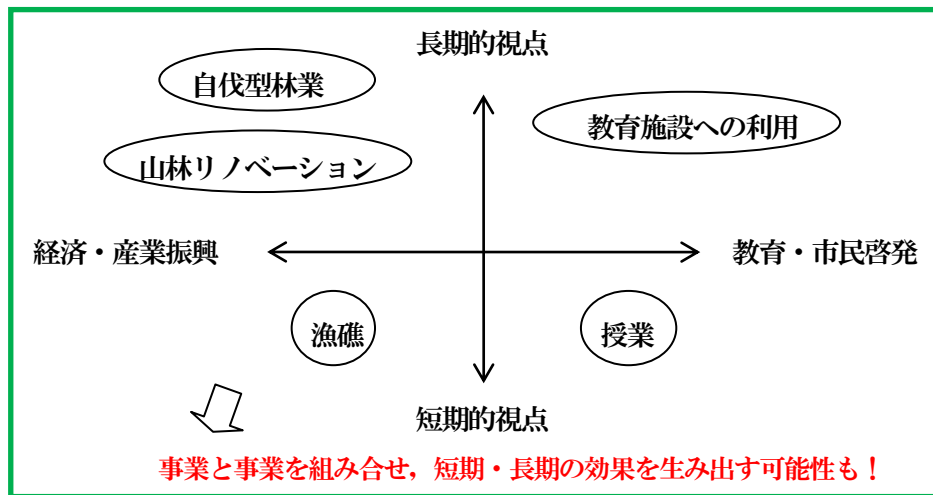 長期的視点
自伐型林業
教育施設への利用
山林リノベーション
経済・産業振興
教育・市民啓発
漁礁
授業
短期的視点
事業と事業を組み合せ，短期・長期の効果を生み出す可能性も！